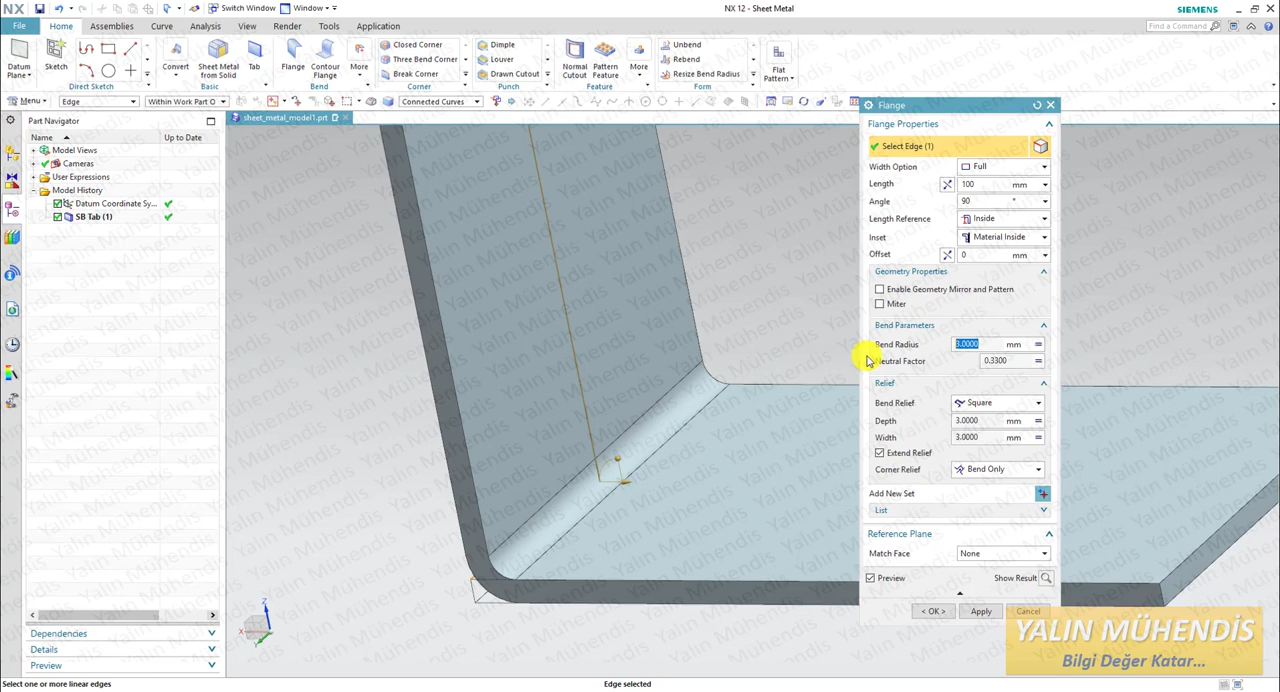 NX
Switch Window
Window
NX 12 - Sheet Metal
SIEMENS
File
Home
Assemblies
Curve
Analysis
View
Render
Tools
Application
Find a Command
Datum Plane
Sketch
Direct Sketch
Convert
Sheet Metal from Solid
Tab
Basic
Flange
Contour Flange
More
Bend
Closed Corner
Three Bend Corner
Break Corner
Corner
Dimple
Louver
Drawn Cutout
Punch
Normal Cutout
Pattern Feature
More
Feature
Unbend
Rebend
Resize Bend Radius
Form
Flat Pattern
Menu
Edge
Within Work Part O
Connected Curves
Part Navigator
Name
Up to Date
Model Views
Cameras
User Expressions
Model History
Datum Coordinate Sy...
SB Tab (1)
Dependencies
Details
Preview
sheet_metal_model1.prt
Flange
Flange Properties
Select Edge (1)
Width Option Full
Length 100 mm
Angle 90 °
Length Reference Inside
Inset Material Inside
Offset 0 mm
Geometry Properties
Enable Geometry Mirror and Pattern
Miter
Bend Parameters
Bend Radius 3.0000 mm =
Neutral Factor 0.3300 =
Relief
Bend Relief Square
Depth 3.0000 mm =
Width 3.0000 mm =
Extend Relief
Corner Relief Bend Only
Add New Set
List
Reference Plane
Match Face None
Preview Show Result
< OK > Apply Cancel
Z
X
Y
YALIN MÜHENDİS
Bilgi Değer Katar...
Select one or more linear edges
Edge selected
Yalın Mühendis